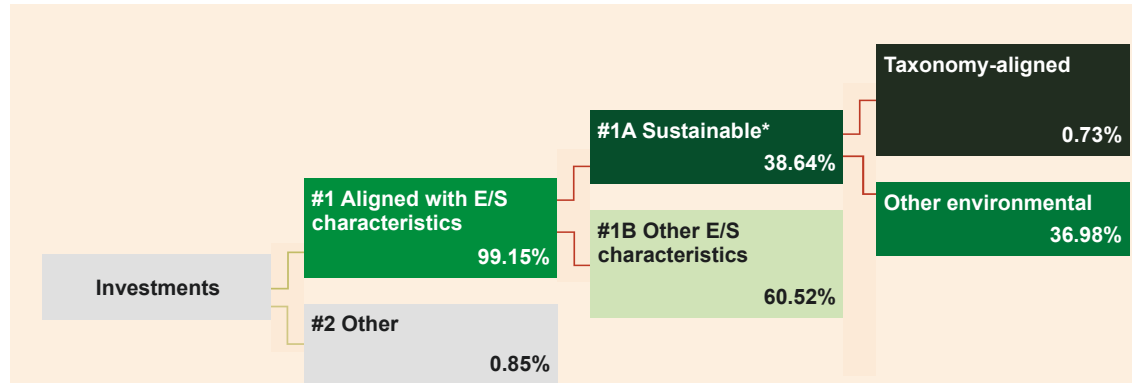 Investments
#1 Aligned with E/S
characteristics
99.15%
#2 Other
0.85%
#1A Sustainable*
38.64%
#1B Other E/S
characteristics
60.52%
Taxonomy-aligned
0.73%
Other environmental
36.98%